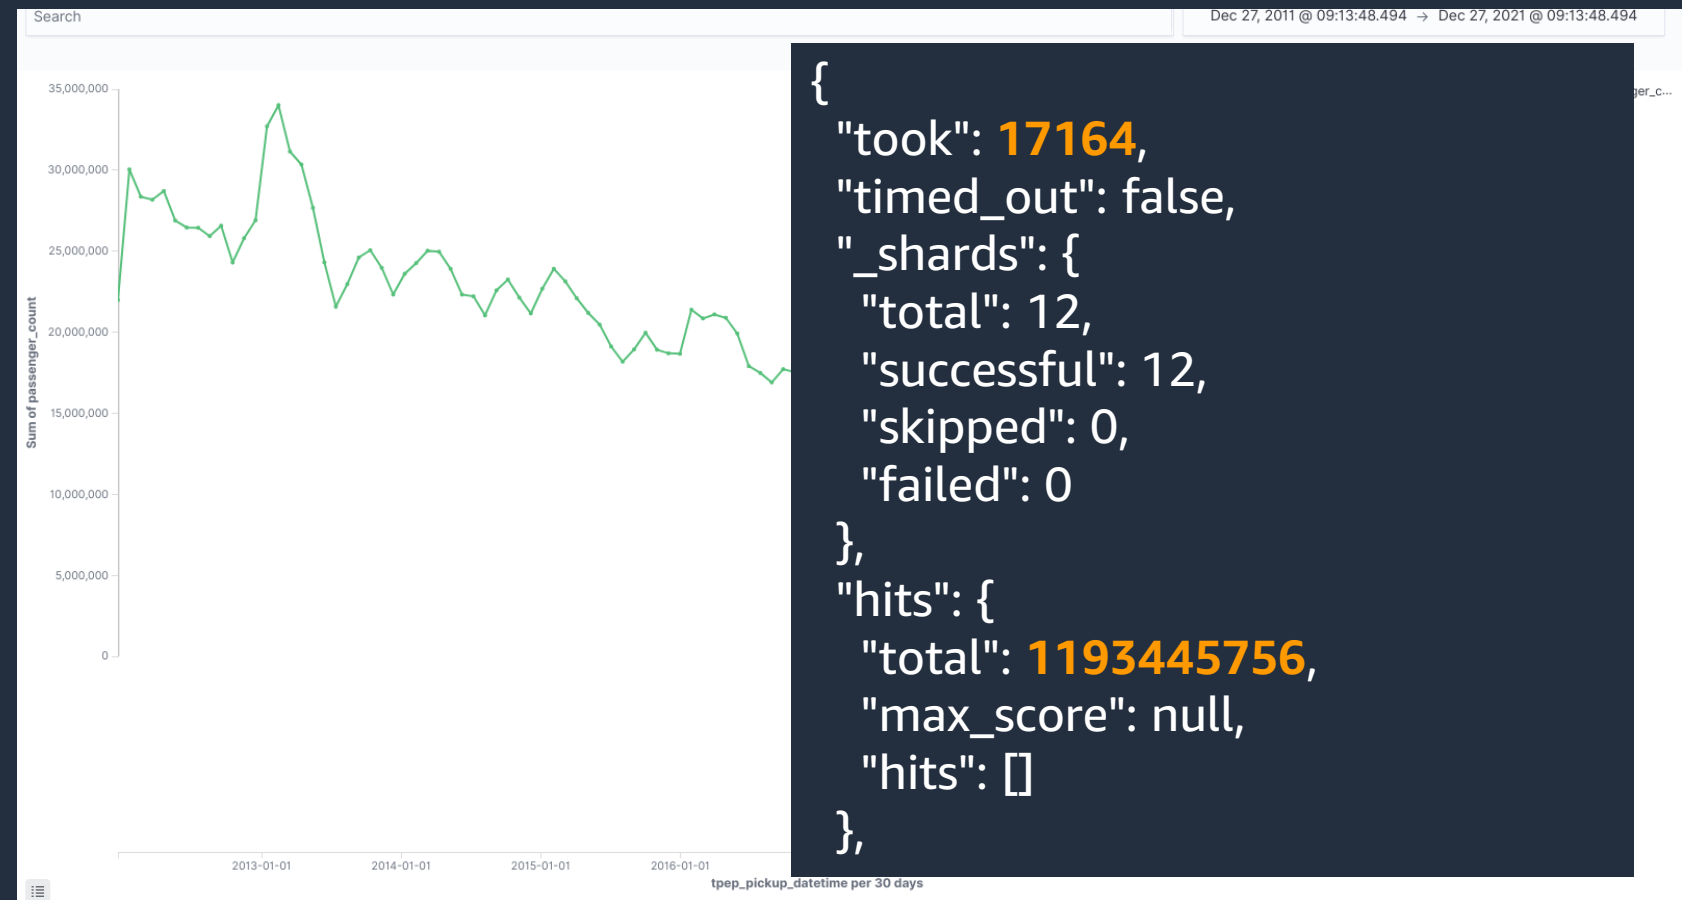 Search
Dec 27, 2011 @ 09:13:48.494 → Dec 27, 2021 @ 09:13:48.494
ger_c...
35,000,000
30,000,000
25,000,000
20,000,000
15,000,000
10,000,000
5,000,000
0
Sum of passenger_count
2013-01-01
2014-01-01
2015-01-01
2016-01-01
tpep_pickup_datetime per 30 days
{
"took": 17164,
"timed_out": false,
"_shards": {
"total": 12,
"successful": 12,
"skipped": 0,
"failed": 0
},
"hits": {
"total": 1193445756,
"max_score": null,
"hits": []
},